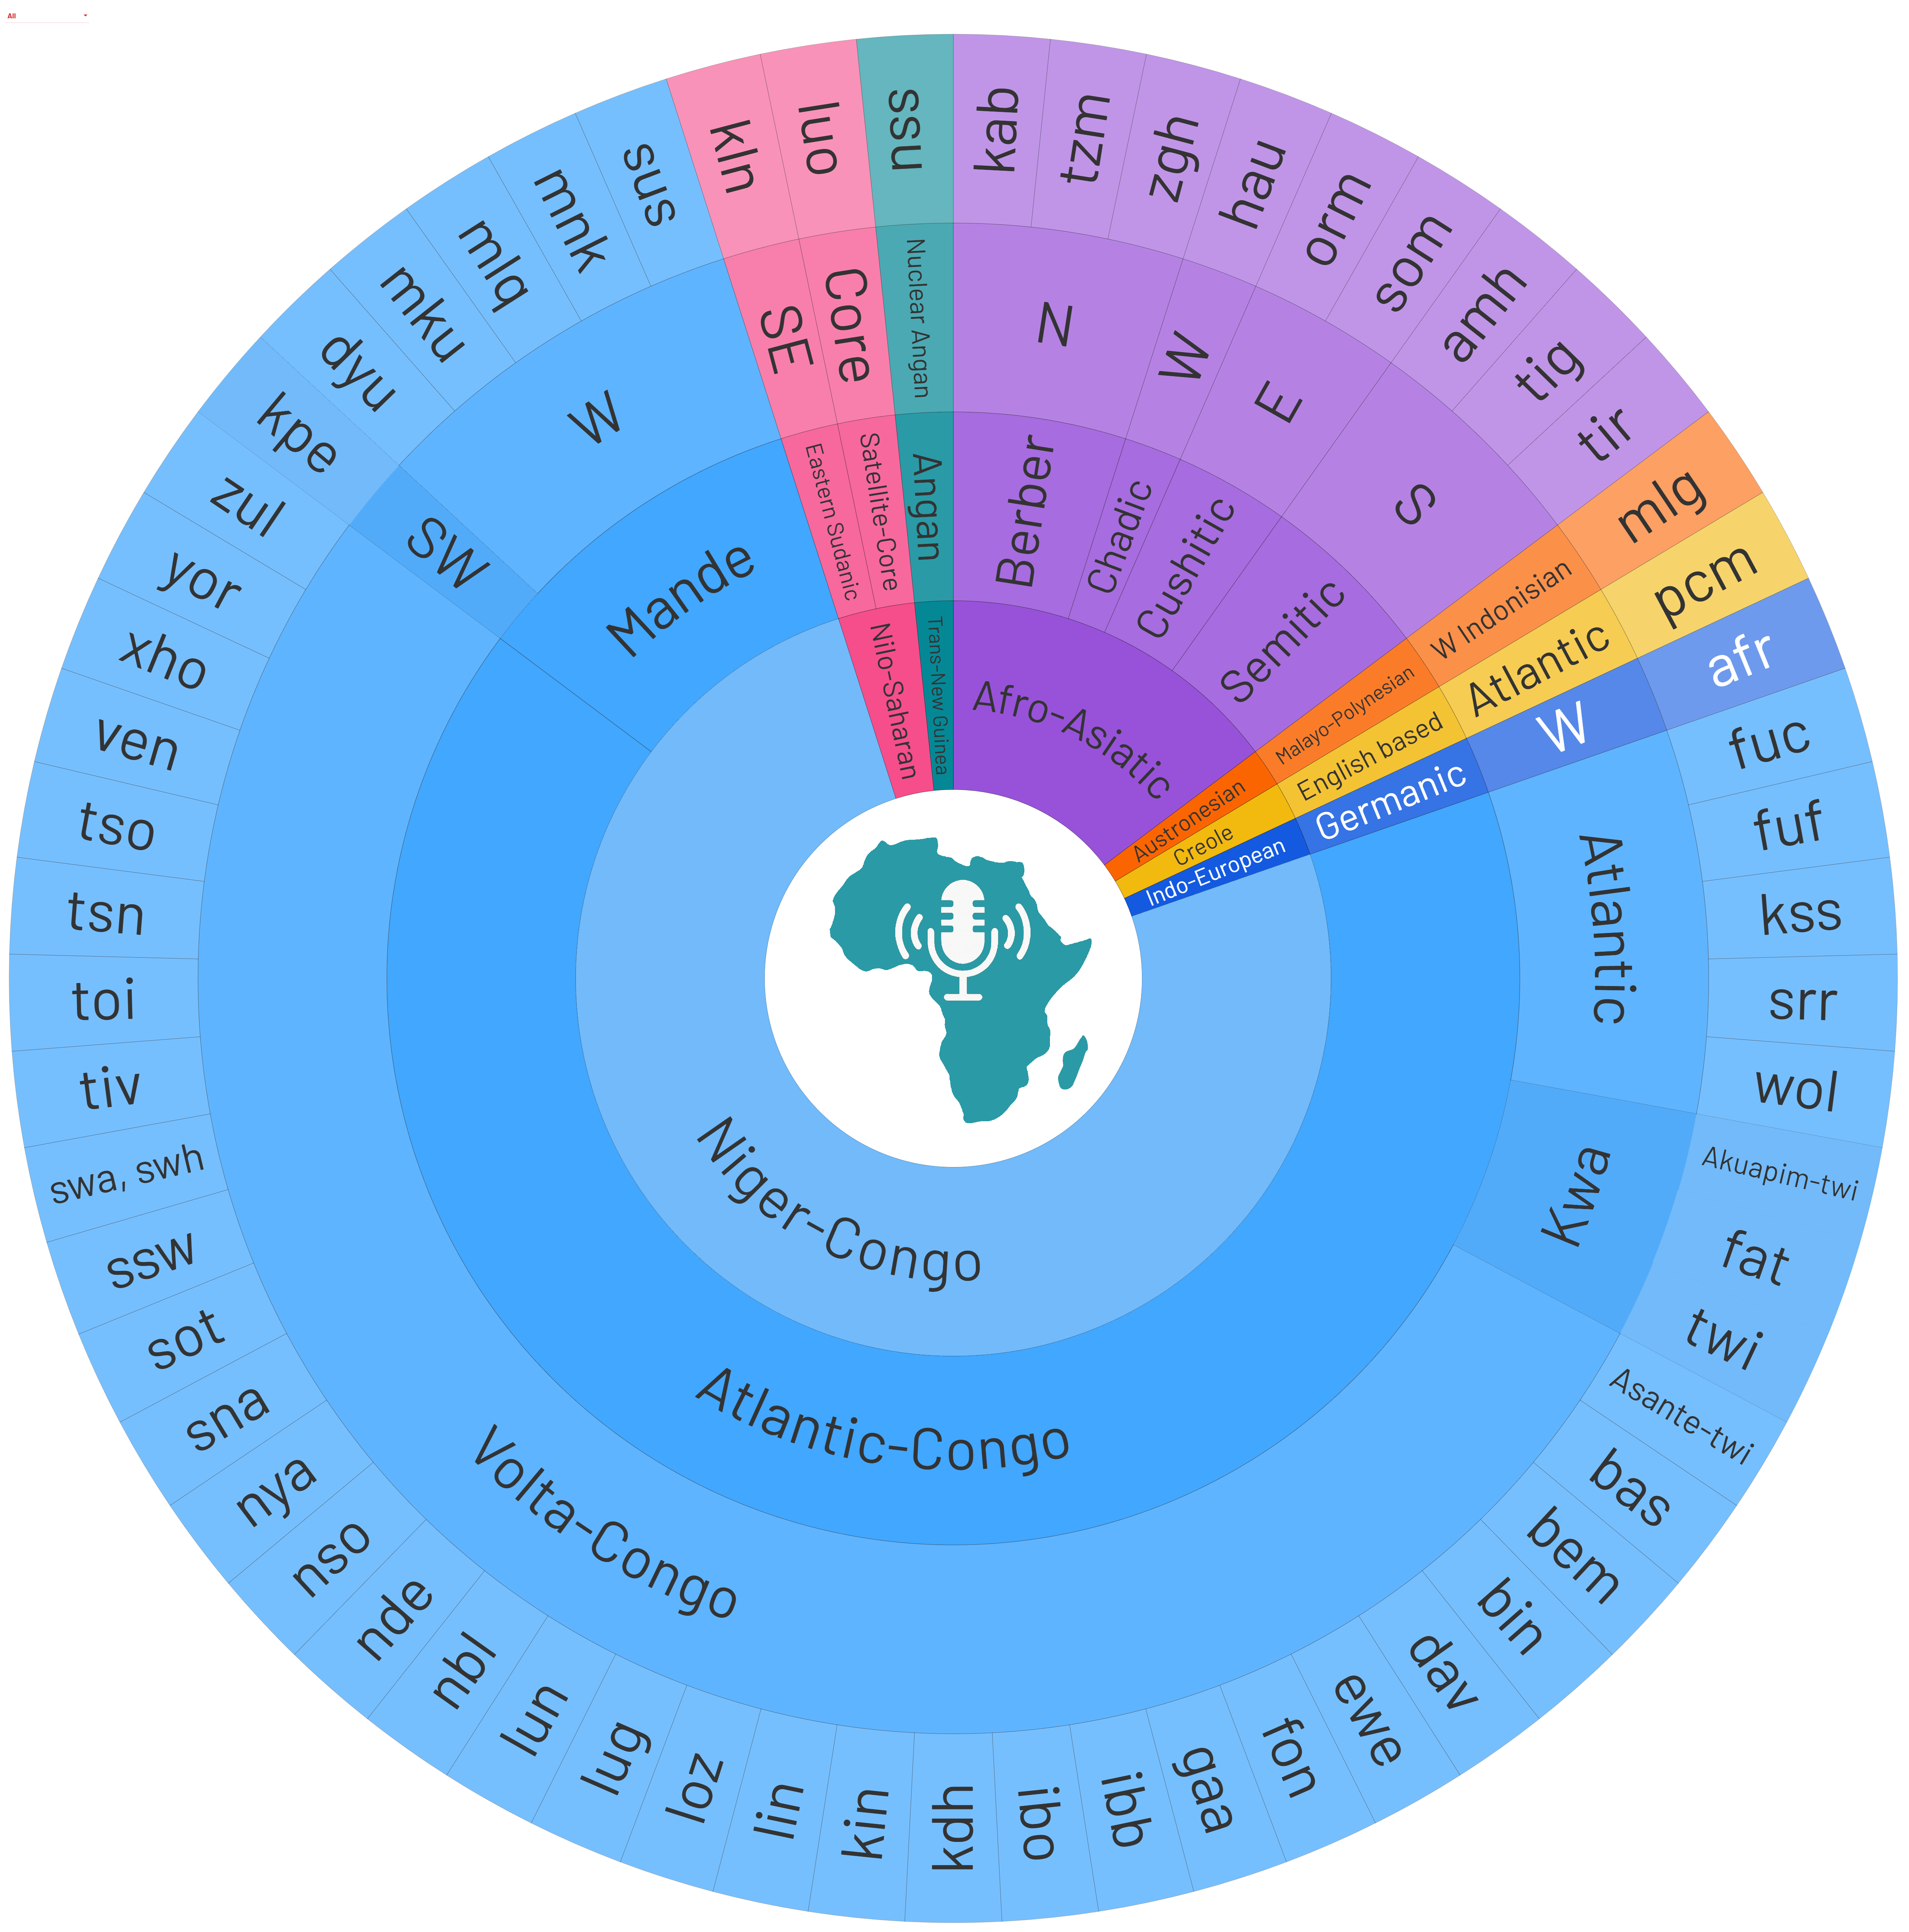 All
Afro-Asiatic
Austronesian
Creole
Indo-European
Niger-Congo
Nilo-Saharan
Trans-New Guinea
Berber
Chadic
Cushitic
Semitic
Malayo-Polynesian
English based
Germanic
Atlantic-Congo
Mande
Eastern Sudanic
Satellite-Core
Angan
N
W
E
S
W Indonisian
Atlantic
W
Atlantic
Kwa
Volta-Congo
SW
W
SE
Core
Nuclear Angan
kab
tzm
zgh
hau
orm
som
amh
tig
tir
mlg
pcm
afr
fuc
fuf
kss
srr
wol
Akuapim-twi
fat
twi
Asante-twi
bas
bem
bin
dav
ewe
fon
gaa
ibb
ibo
kdh
kin
lin
loz
lug
lun
nbl
nde
nso
nya
sna
sot
ssw
swa, swh
tiv
toi
tsn
tso
ven
xho
yor
zul
kpe
dyu
mku
mlq
mnk
sus
kln
luo
ssu